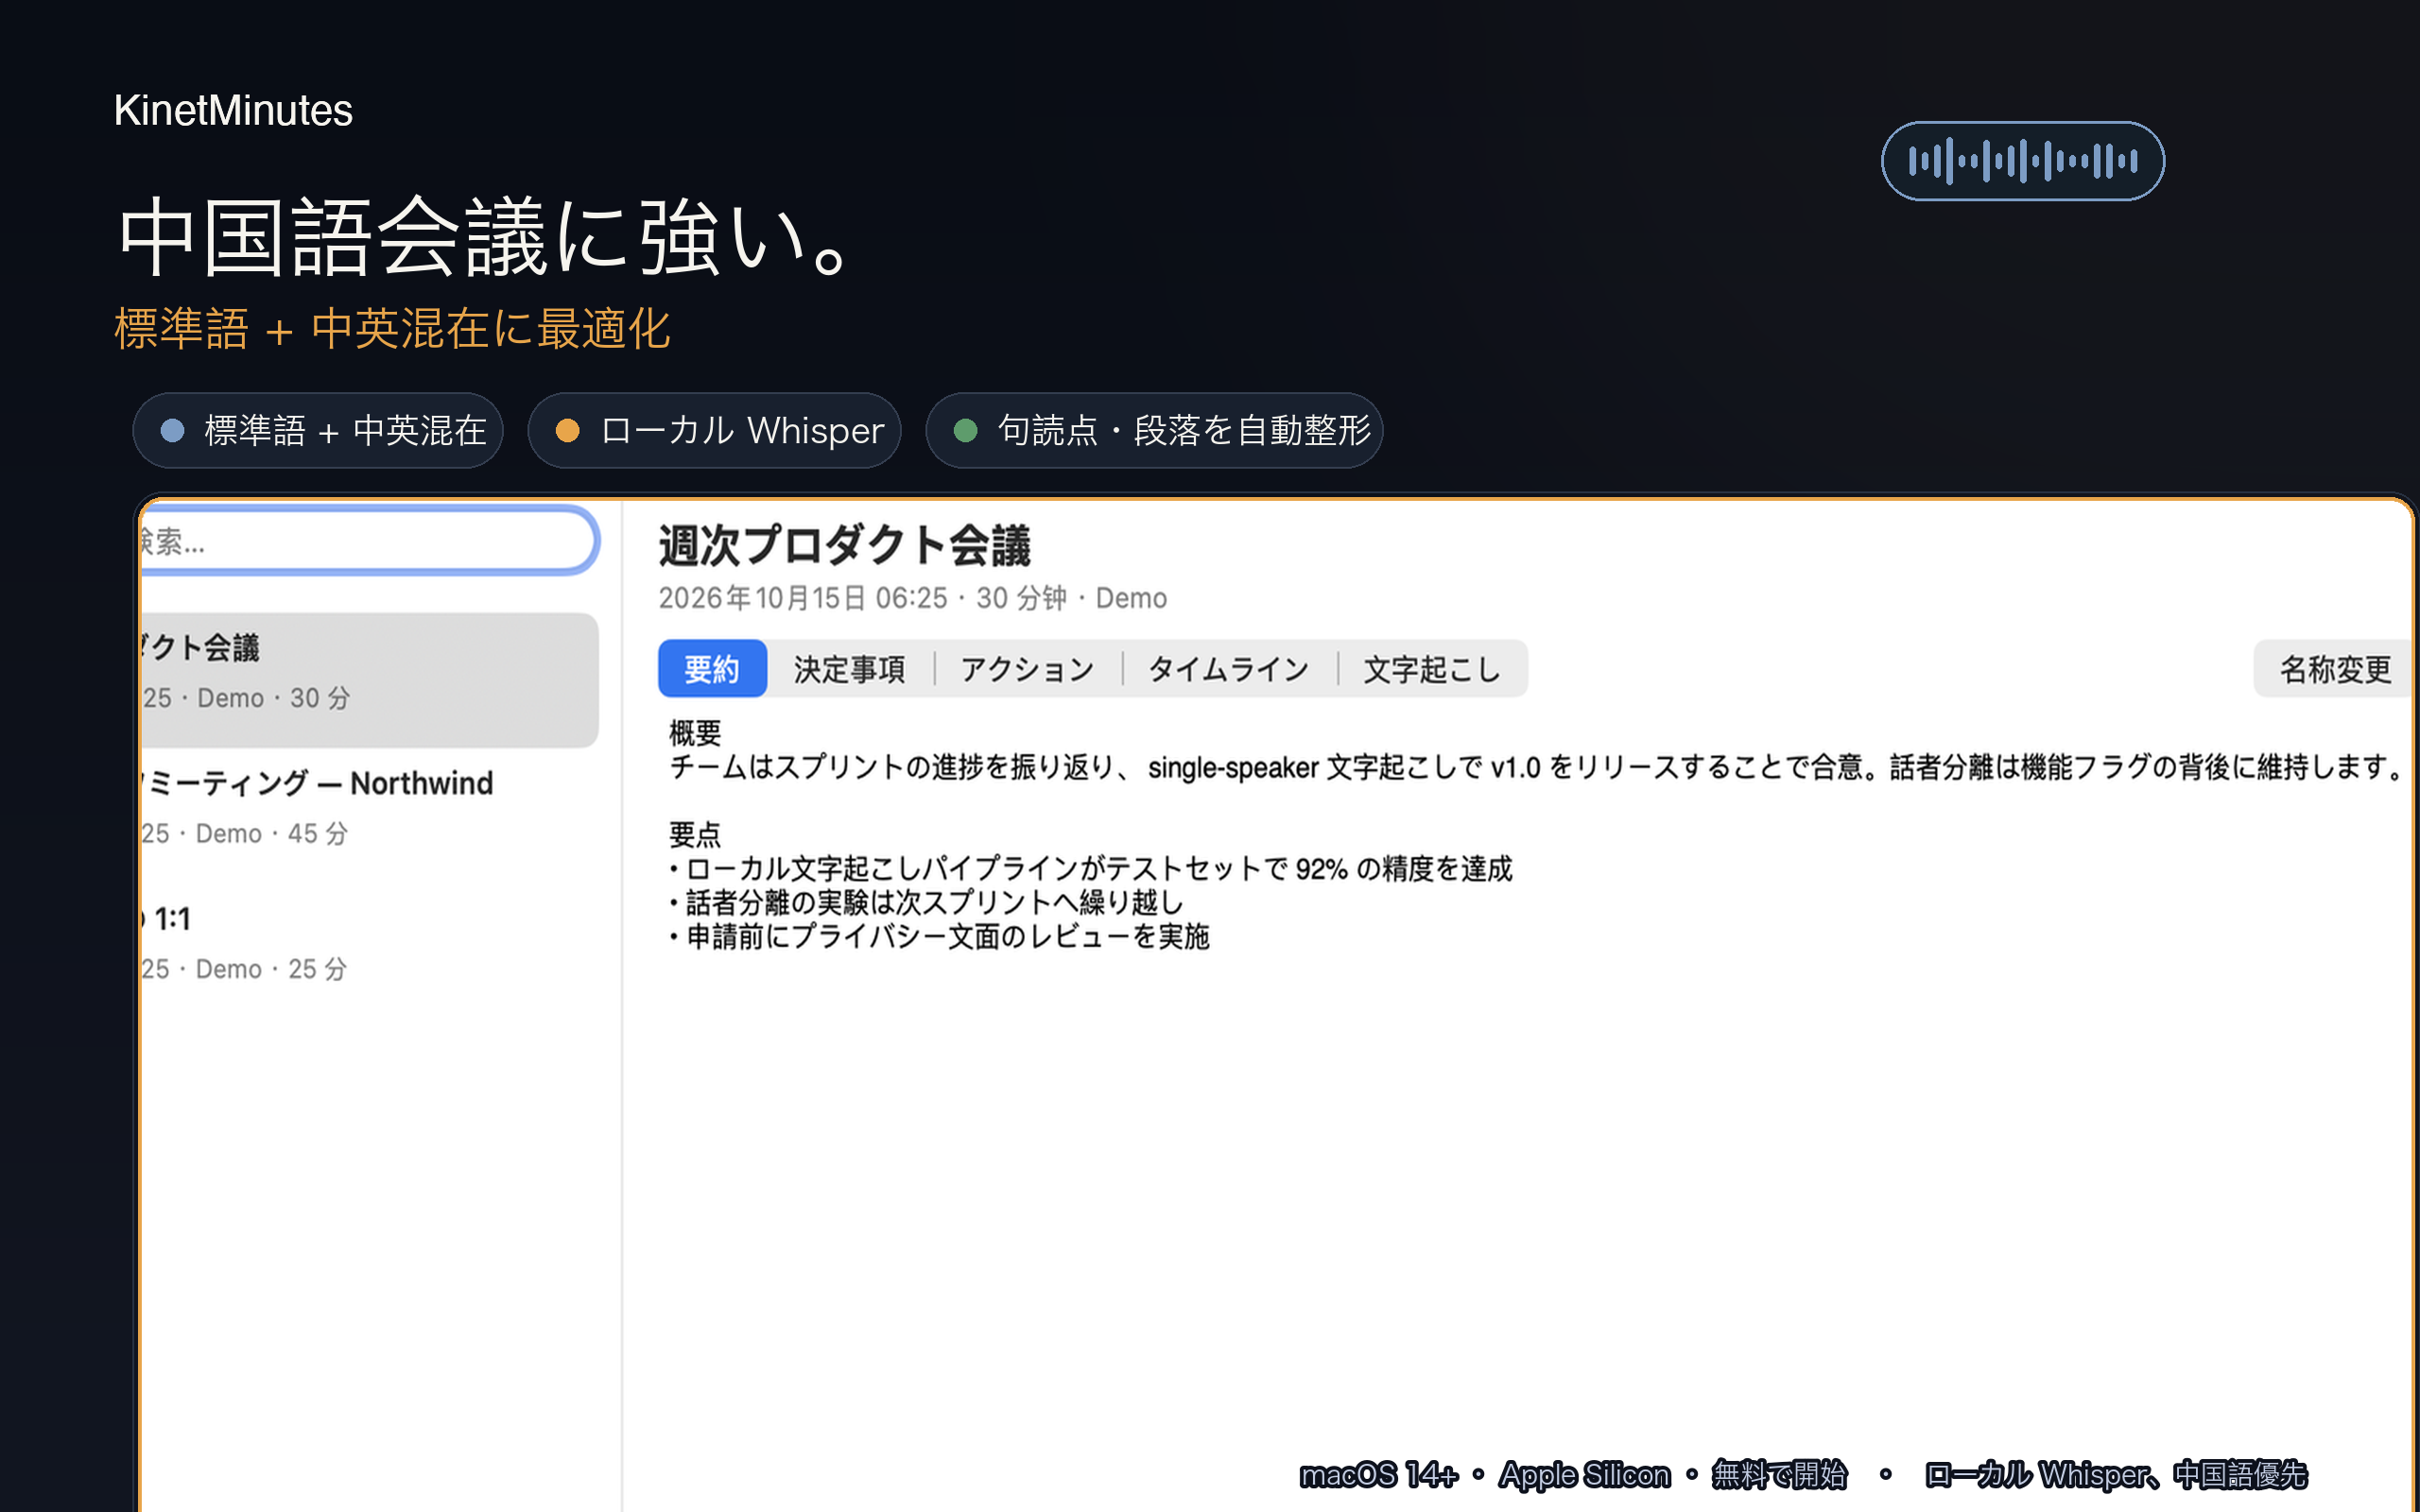 KinetMinutes
中国語会議に強い。
標準語 + 中英混在に最適化
標準語 + 中英混在
ローカル Whisper
句読点・段落を自動整形
索...
クト会議
25 · Demo · 30 分
ミーティング — Northwind
25 · Demo · 45 分
1:1
25 · Demo · 25 分
週次プロダクト会議
2026年10月15日 06:25 · 30 分钟 · Demo
要約 決定事項 アクション タイムライン 文字起こし
名称変更
概要
チームはスプリントの進捗を振り返り、 single-speaker 文字起こしで v1.0 をリリースすることで合意。話者分離は機能フラグの背後に維持します。
要点
• ローカル文字起こしパイプラインがテストセットで 92% の精度を達成
• 話者分離の実験は次スプリントへ繰り越し
• 申請前にプライバシー文面のレビューを実施
macOS 14+ • Apple Silicon • 無料で開始 • ローカル Whisper、中国語優先